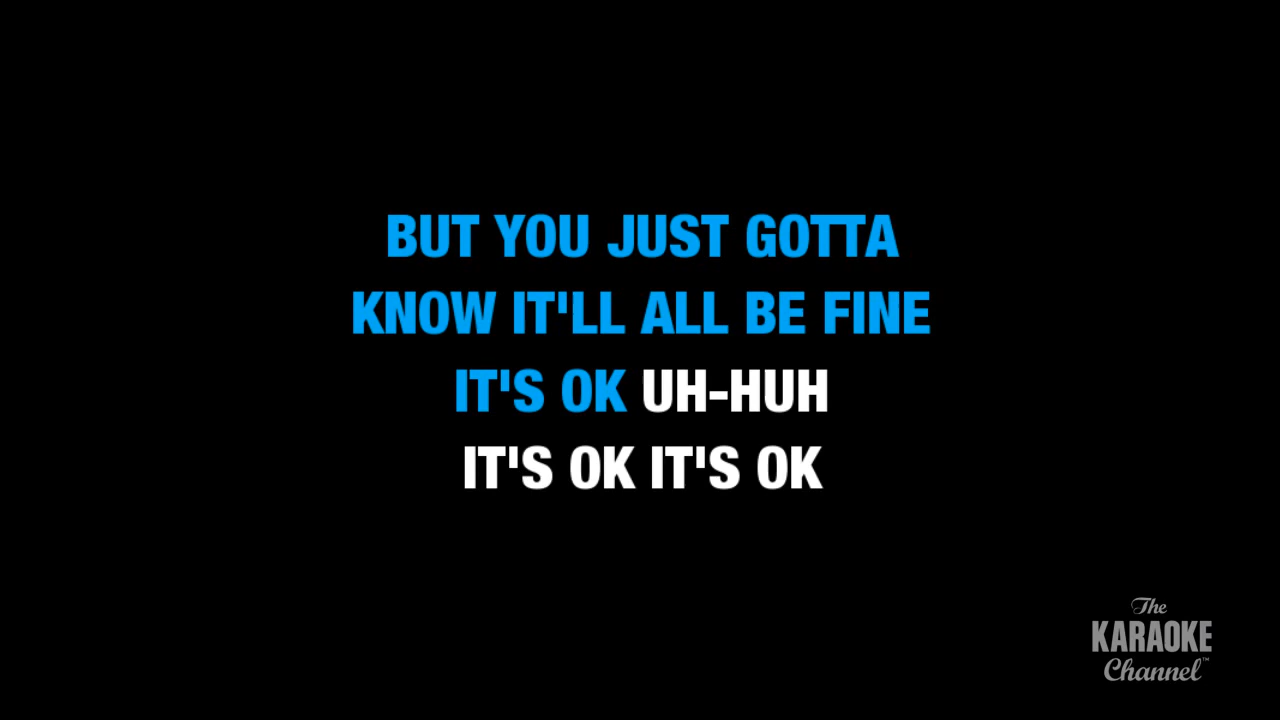 BUT YOU JUST GOTTA
KNOW IT'LL ALL BE FINE
IT'S OK UH-HUH
IT'S OK IT'S OK
The
KARAOKE
Channel™